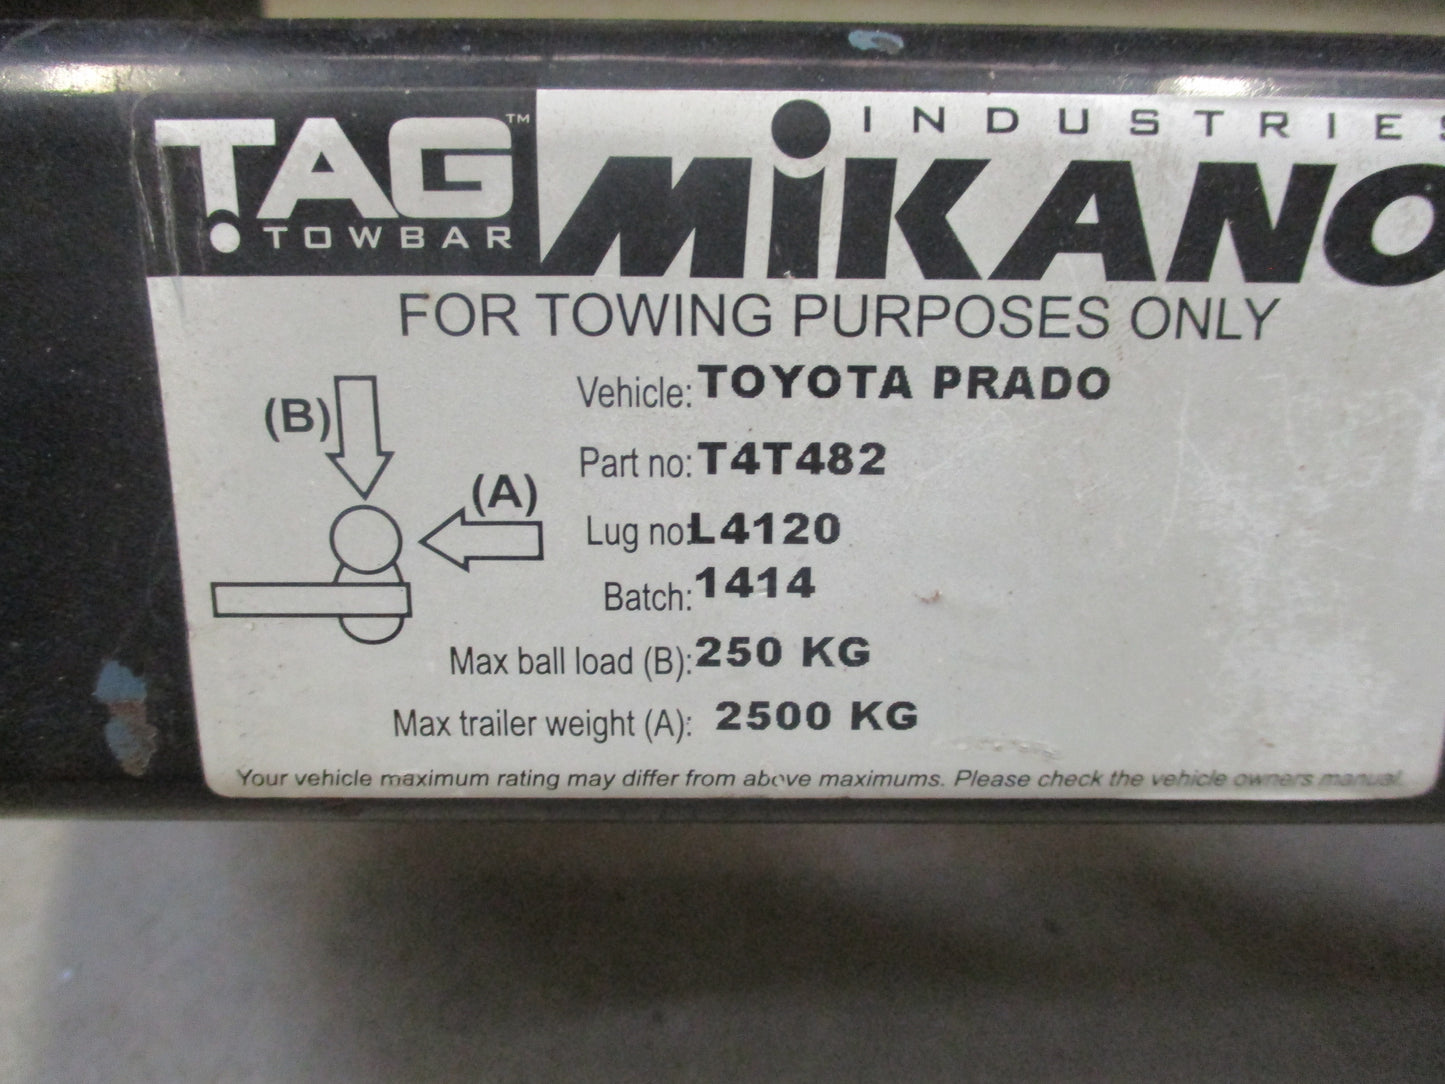 TAG™
TOWBAR
INDUSTRIES
MiKANO
FOR TOWING PURPOSES ONLY
Vehicle: TOYOTA PRADO
Part no: T4T482
Lug no: L4120
Batch: 1414
Max ball load (B): 250 KG
Max trailer weight (A): 2500 KG
(B)
(A)
Your vehicle maximum rating may differ from above maximums. Please check the vehicle owners manual.